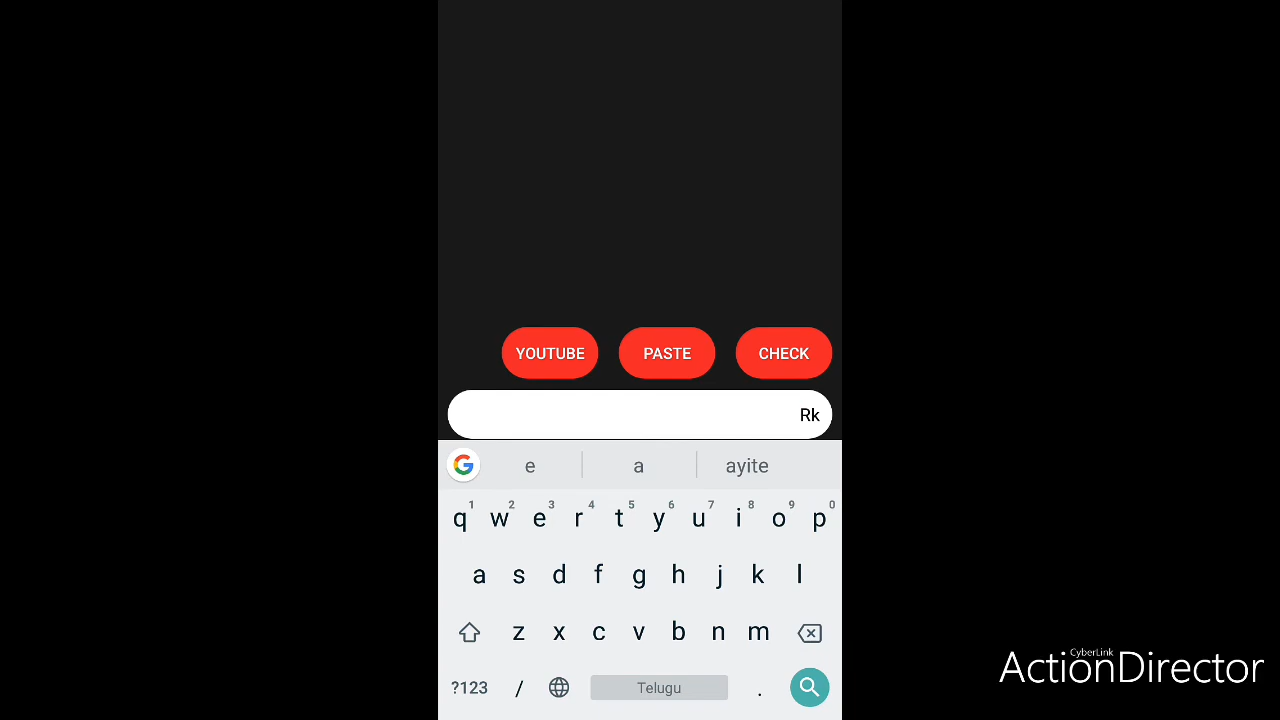 YOUTUBE PASTE CHECK
Rk
G e a ayite
1 2 3 4 5 6 7 8 9 0
q w e r t y u i o p
a s d f g h j k l
z x c v b n m
?123 / Telugu .
CyberLink
ActionDirector